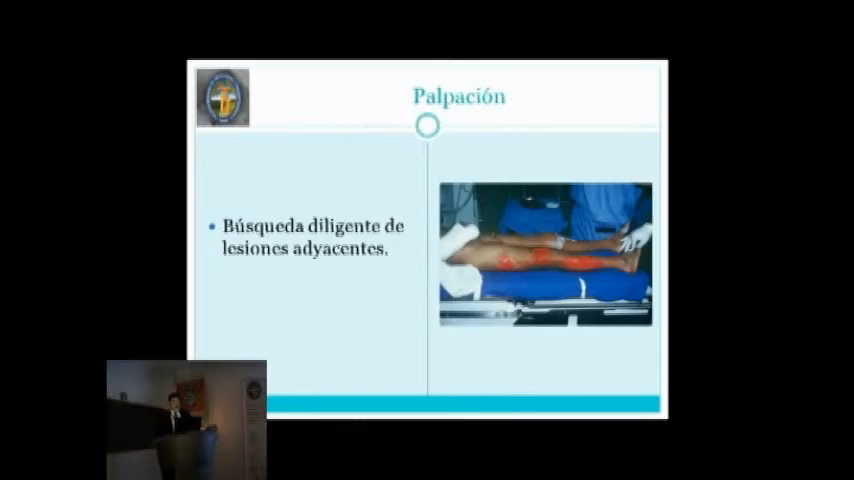 Palpación
• Búsqueda diligente de
lesiones adyacentes.